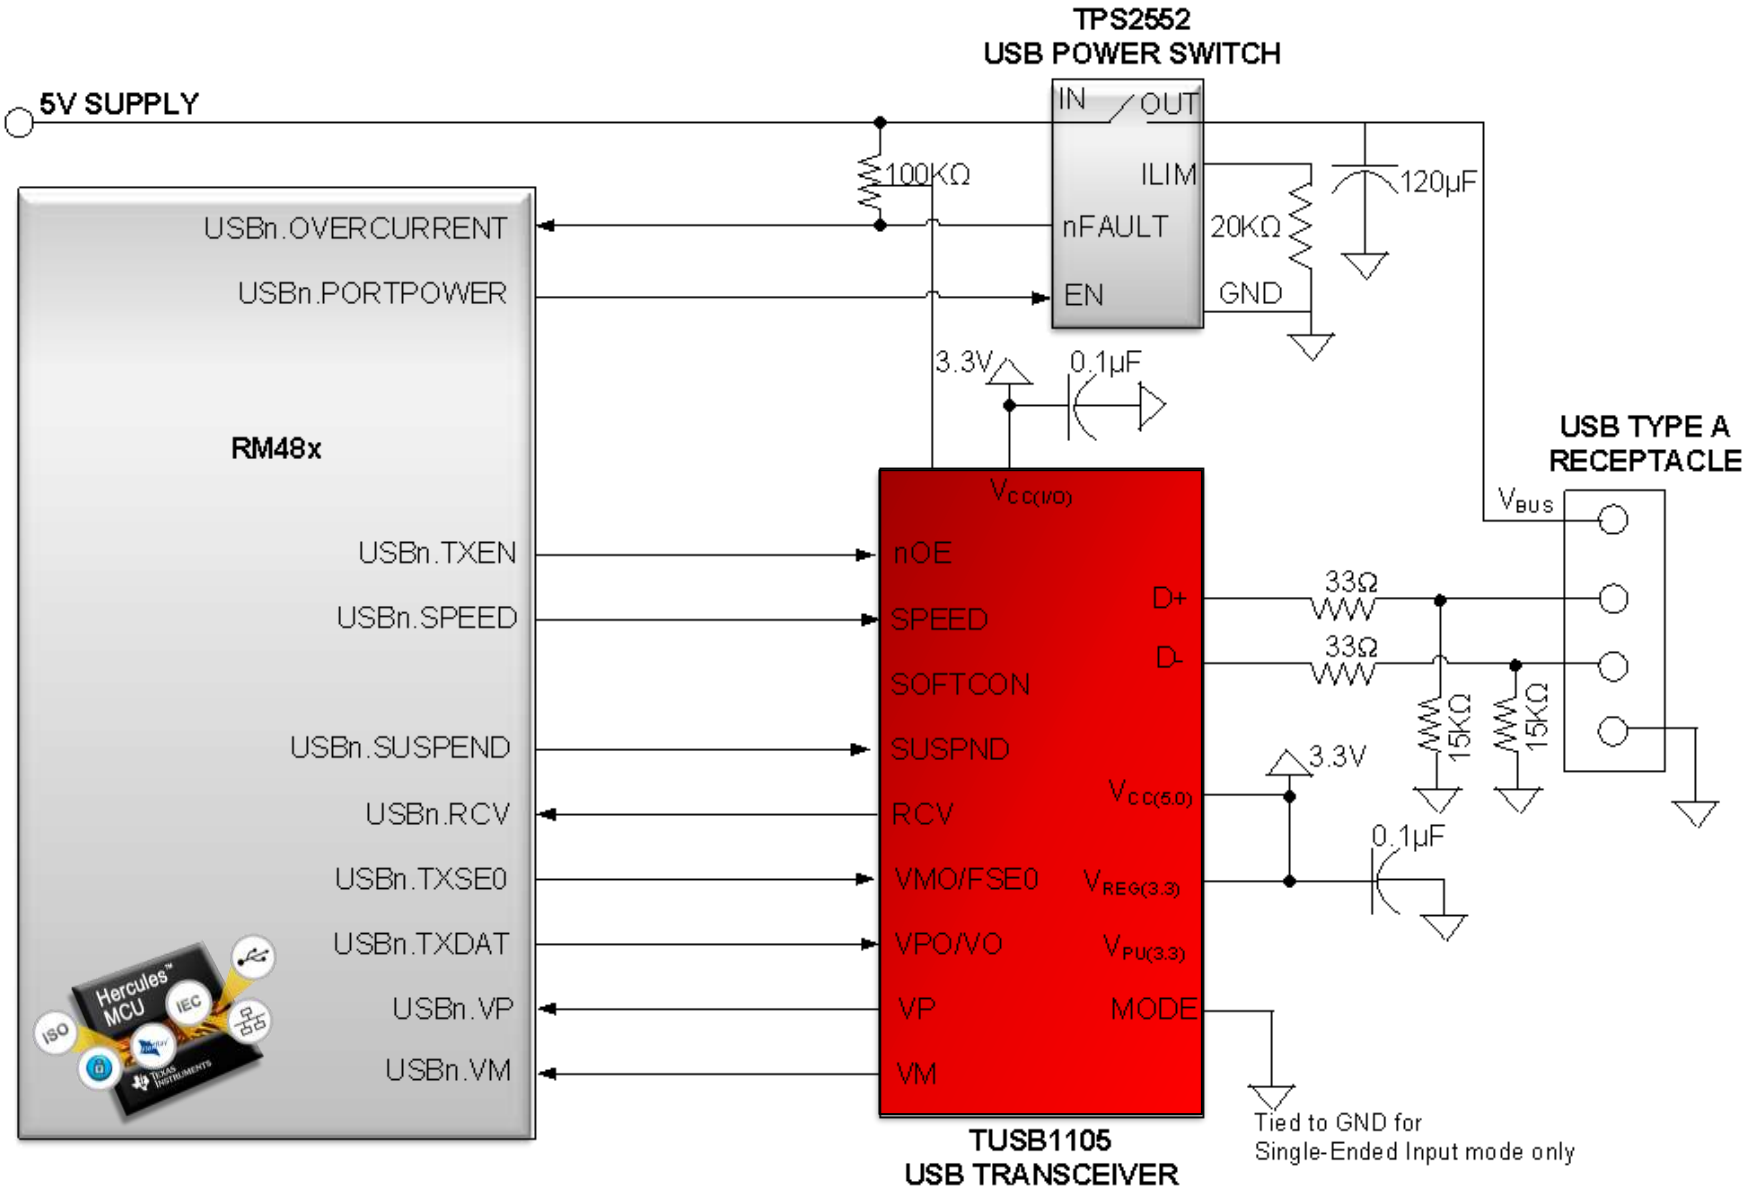 TPS2552
USB POWER SWITCH
5V SUPPLY
IN
OUT
ILIM
nFAULT
EN
GND
100KΩ
20KΩ
120µF
USBn.OVERCURRENT
USBn.PORTPOWER
RM48x
USBn.TXEN
USBn.SPEED
USBn.SUSPEND
USBn.RCV
USBn.TXSE0
USBn.TXDAT
USBn.VP
USBn.VM
3.3V
0.1µF
VCC(I/O)
nOE
SPEED
SOFTCON
SUSPND
RCV
VMO/FSE0
VPO/VO
VP
VM
D+
D-
VCC(5.0)
VREG(3.3)
VPU(3.3)
MODE
TUSB1105
USB TRANSCEIVER
33Ω
33Ω
15KΩ
15KΩ
3.3V
0.1µF
USB TYPE A
RECEPTACLE
VBUS
Tied to GND for
Single-Ended Input mode only
Hercules™
MCU
ISO
IEC
TEXAS
INSTRUMENTS